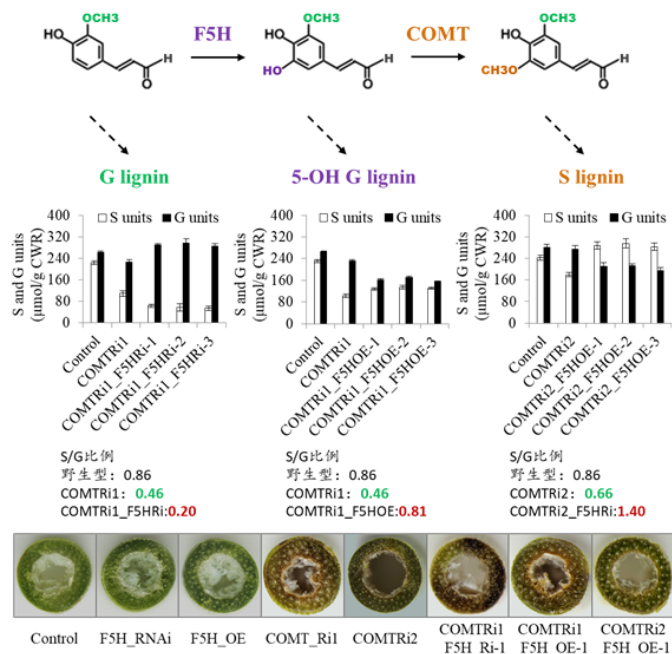 OCH3
F5H
OCH3
COMT
OCH3
HO
H
O
HO
HO
H
O
HO
CH3O
H
O
G lignin
5-OH G lignin
S lignin
S units G units
S and G units
(μmol/g CWR)
400
320
240
160
80
0
Control
COMTRi1
COMTRi1_F5HRi-1
COMTRi1_F5HRi-2
COMTRi1_F5HRi-3
S units G units
S and G units
(μmol/g CWR)
400
320
240
160
80
0
Control
COMTRi1
COMTRi1_F5HOE-1
COMTRi1_F5HOE-2
COMTRi1_F5HOE-3
S units G units
S and G units
(μmol/g CWR)
400
320
240
160
80
0
Control
COMTRi2
COMTRi2_F5HOE-1
COMTRi2_F5HOE-2
COMTRi2_F5HOE-3
S/G比例
野生型：0.86
COMTRi1：0.46
COMTRi1_F5HRi:0.20
S/G比例
野生型：0.86
COMTRi1：0.46
COMTRi1_F5HOE:0.81
S/G比例
野生型：0.86
COMTRi2：0.66
COMTRi2_F5HRi:1.40
Control
F5H_RNAi
F5H_OE
COMT_Ri1
COMTRi2
COMTRi1
F5H_Ri-1
COMTRi1
F5H_OE-1
COMTRi2
F5H_OE-1